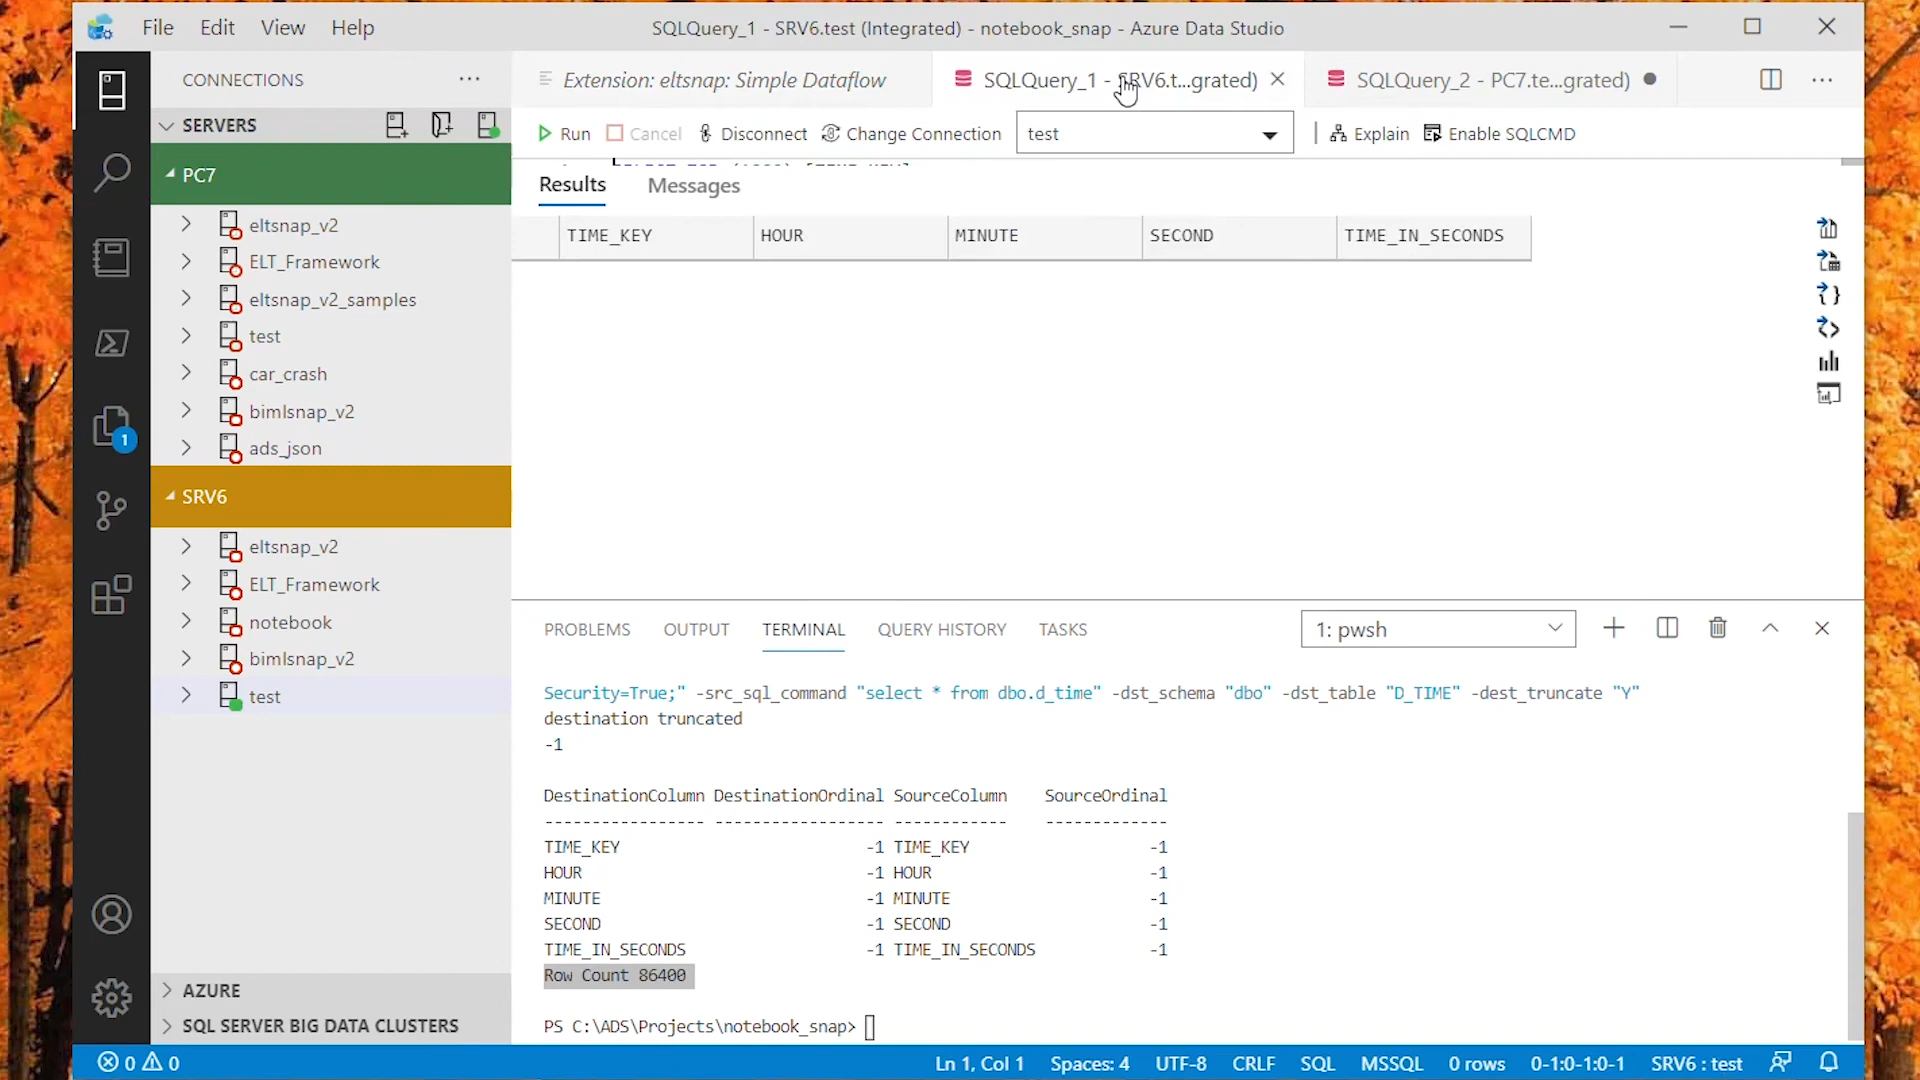 File Edit View Help
SQLQuery_1 - SRV6.test (Integrated) - notebook_snap - Azure Data Studio
CONNECTIONS
Extension: eltsnap: Simple Dataflow
SQLQuery_1 - SRV6.t...grated)
SQLQuery_2 - PC7.te...grated)
SERVERS
Run Cancel Disconnect Change Connection test Explain Enable SQLCMD
PC7
eltsnap_v2
ELT_Framework
eltsnap_v2_samples
test
car_crash
bimlsnap_v2
ads_json
SRV6
eltsnap_v2
ELT_Framework
notebook
bimlsnap_v2
test
AZURE
SQL SERVER BIG DATA CLUSTERS
1
Results Messages
TIME_KEY HOUR MINUTE SECOND TIME_IN_SECONDS
PROBLEMS OUTPUT TERMINAL QUERY HISTORY TASKS 1: pwsh
Security=True;" -src_sql_command "select * from dbo.d_time" -dst_schema "dbo" -dst_table "D_TIME" -dest_truncate "Y"
destination truncated
-1
DestinationColumn DestinationOrdinal SourceColumn SourceOrdinal
----------------- ------------------ ------------ -------------
TIME_KEY -1 TIME_KEY -1
HOUR -1 HOUR -1
MINUTE -1 MINUTE -1
SECOND -1 SECOND -1
TIME_IN_SECONDS -1 TIME_IN_SECONDS -1
Row Count 86400
PS C:\ADS\Projects\notebook_snap>
0 0 Ln 1, Col 1 Spaces: 4 UTF-8 CRLF SQL MSSQL 0 rows 0-1:0-1:0-1 SRV6 : test